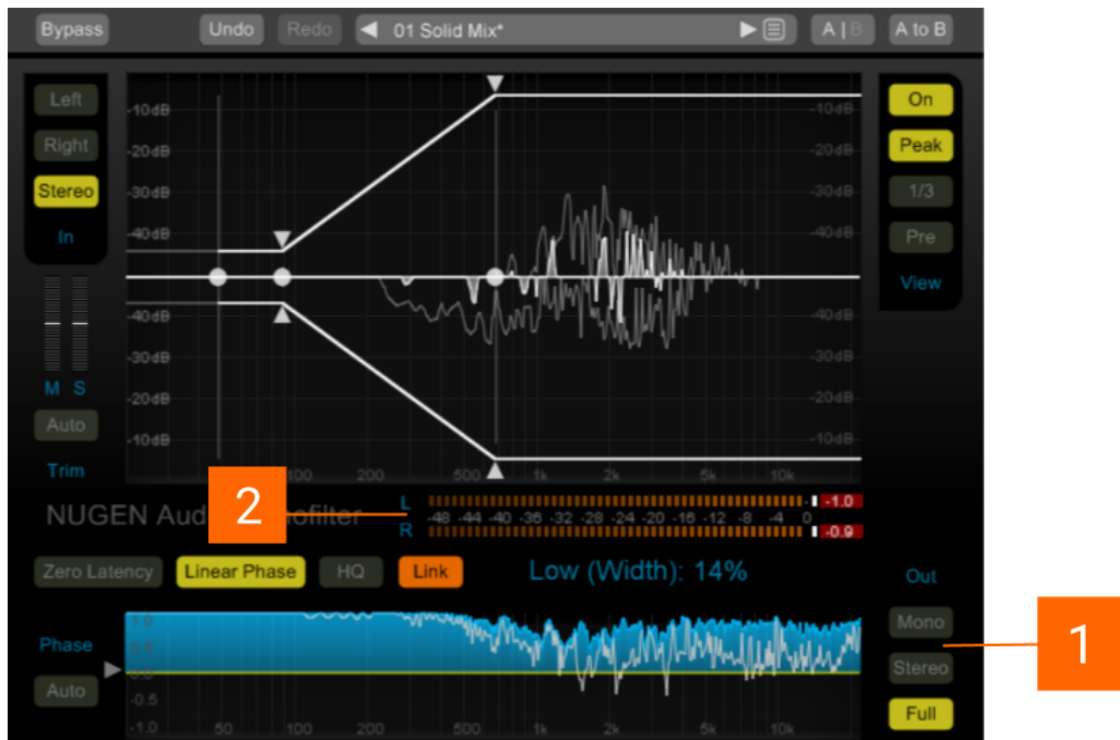 Bypass Undo Redo 01 Solid Mix* A | B A to B
Left -10dB -10dB On
Right -20dB -20dB Peak
Stereo -30dB -30dB 1/3
In -40dB -40dB Pre
View
-40dB -40dB
-30dB -30dB
M S -20dB -20dB
Auto -10dB -10dB
Trim 100 200 500 1k 2k 5k 10k
2 L -1.0
NUGEN -48 -44 -40 -36 -32 -28 -24 -20 -16 -12 -8 -4 0
R -0.9
Zero Latency Linear Phase HQ Link Low (Width): 14% Out
1.0 Mono 1
Phase 0.5
0.0 Stereo
Auto -0.5 Full
-1.0 50 100 200 500 1k 2k 5k 10k